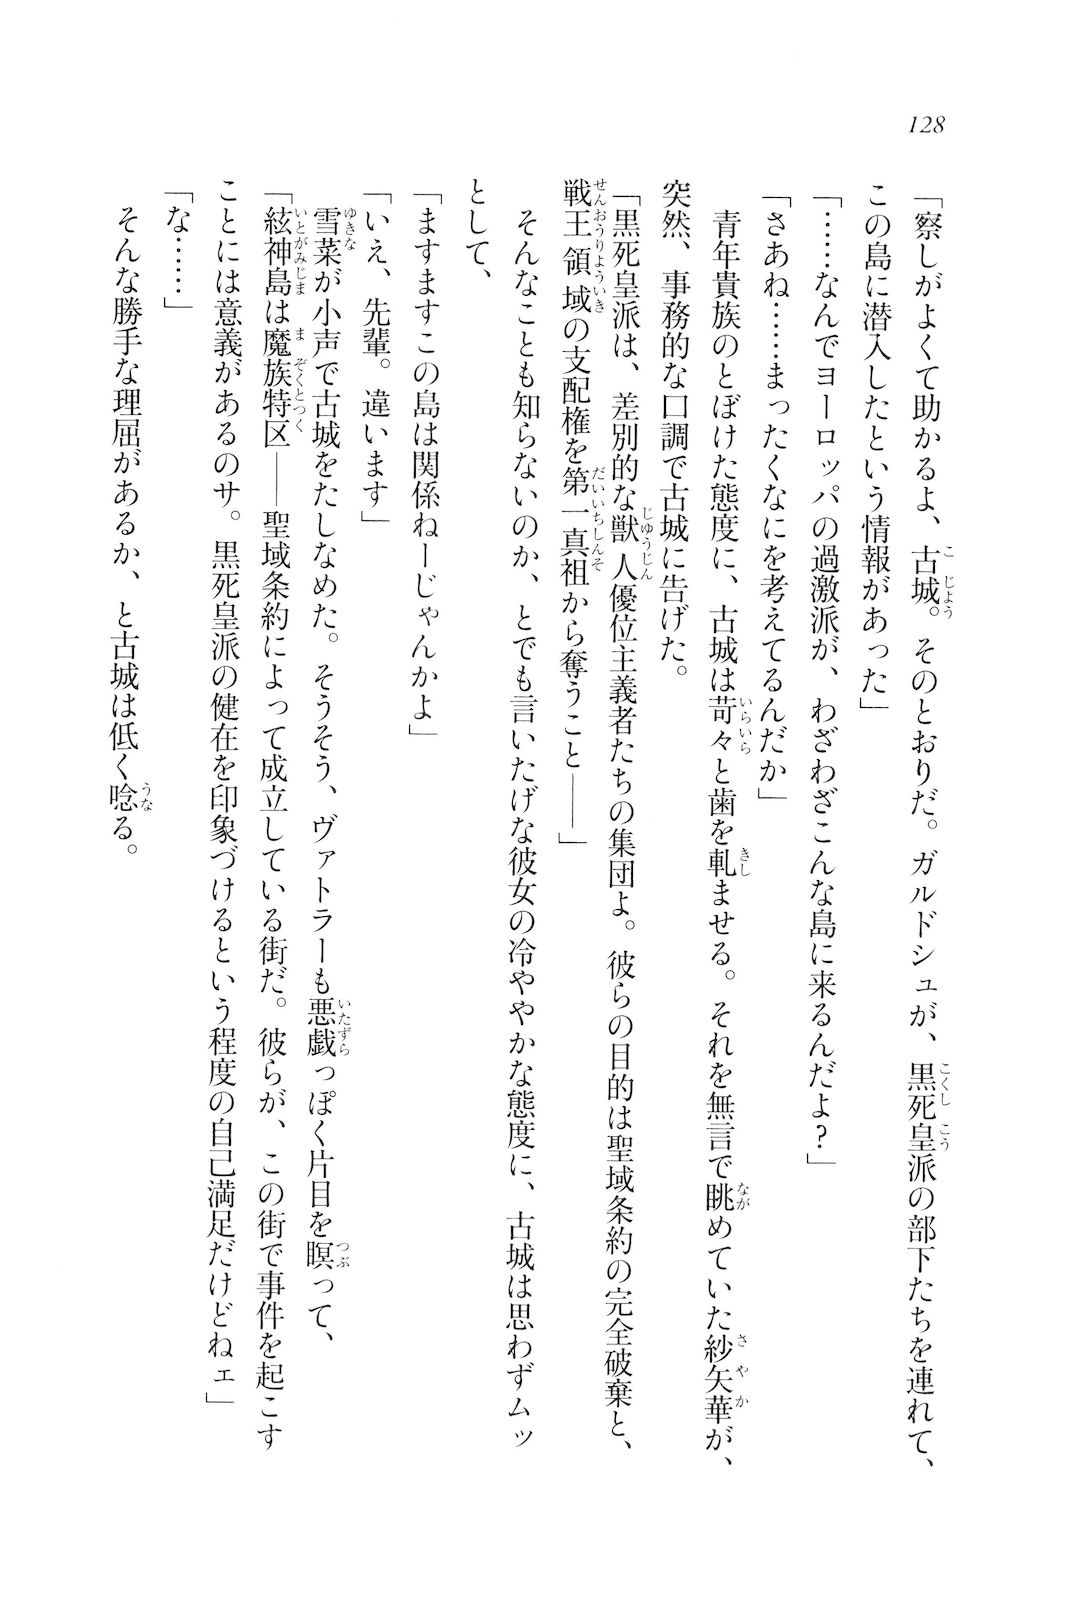 128
「察しがよくて助かるよ、古城。そのとおりだ。ガルドシュが、黒死皇派の部下たちを連れて、
この島に潜入したという情報があった」
「……なんでヨーロッパの過激派が、わざわざこんな島に来るんだよ?」
「さあね……まったくなにを考えてるんだか」
　青年貴族のとぼけた態度に、古城は苛々と歯を軋ませる。それを無言で眺めていた紗矢華が、
突然、事務的な口調で古城に告げた。
「黒死皇派は、差別的な獣人優位主義者たちの集団よ。彼らの目的は聖域条約の完全破棄と、
戦王領域の支配権を第一真祖から奪うこと――」
　そんなことも知らないのか、とでも言いたげな彼女の冷ややかな態度に、古城は思わずムッ
として、
「ますますこの島は関係ねーじゃんかよ」
「いえ、先輩。違います」
　雪菜が小声で古城をたしなめた。そうそう、ヴァトラーも悪戯っぽく片目を瞑って、
「絃神島は魔族特区――聖域条約によって成立している街だ。彼らが、この街で事件を起こす
ことには意義があるのサ。黒死皇派の健在を印象づけるという程度の自己満足だけどねェ」
「な……」
　そんな勝手な理屈があるか、と古城は低く唸る。